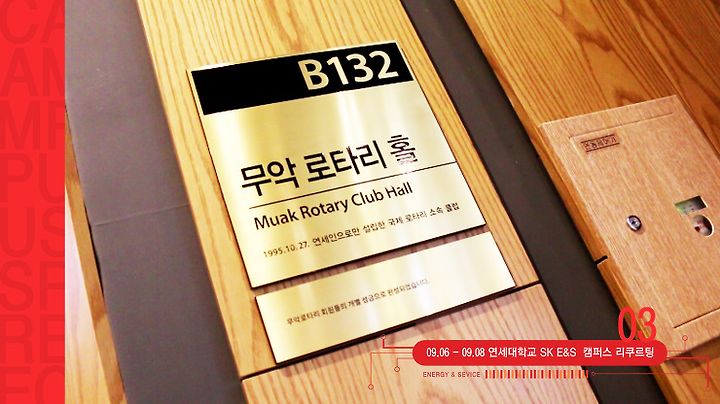 B132
무악 로타리 홀
Muak Rotary Club Hall
1995.10.27. 연세인으로만 설립한 국제 로타리 소속 클럽
무악로타리 회원들의 개별 성금으로 완성되었습니다.
03
09.06 - 09.08 연세대학교 SK E&S 캠퍼스 리쿠르팅
ENERGY & SEVICE